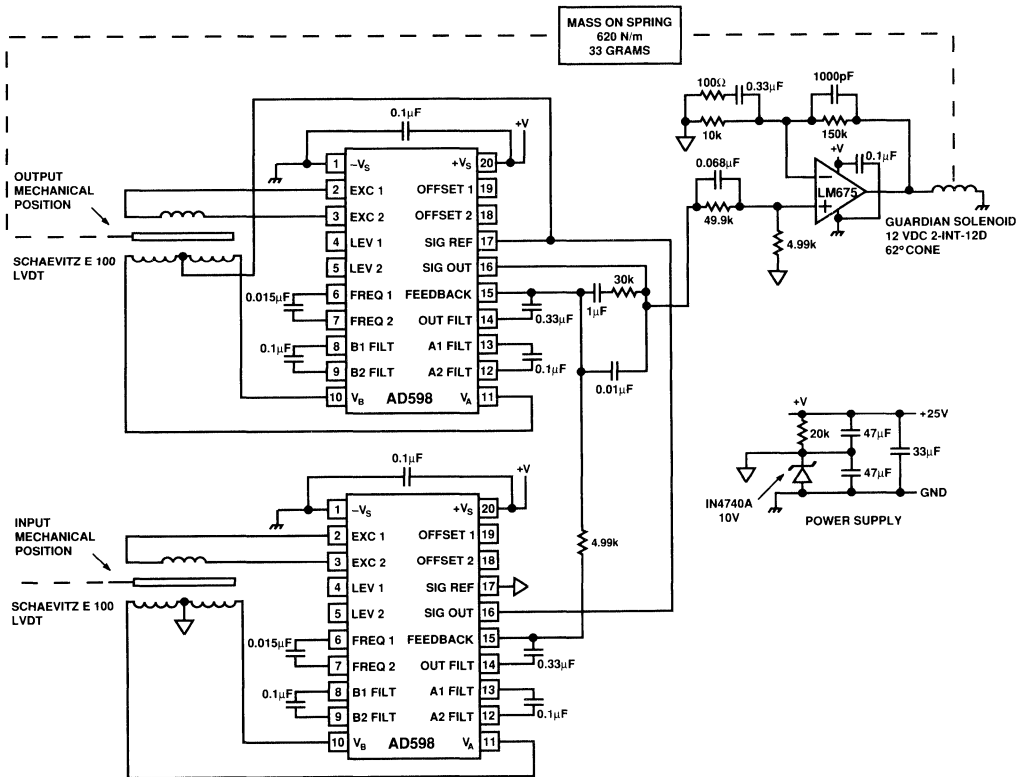 MASS ON SPRING
620 N/m
33 GRAMS
100Ω
0.33µF
1000pF
10k
150k
+V
0.1µF
LM675
0.068µF
49.9k
4.99k
GUARDIAN SOLENOID
12 VDC 2-INT-12D
62° CONE
0.1µF
+V
OUTPUT
MECHANICAL
POSITION
SCHAEVITZ E 100
LVDT
1 –VS
2 EXC 1
3 EXC 2
4 LEV 1
5 LEV 2
6 FREQ 1
7 FREQ 2
8 B1 FILT
9 B2 FILT
10 VB
+VS 20
OFFSET 1 19
OFFSET 2 18
SIG REF 17
SIG OUT 16
FEEDBACK 15
OUT FILT 14
A1 FILT 13
A2 FILT 12
VA 11
AD598
0.015µF
0.1µF
0.33µF
0.1µF
1µF
30k
0.01µF
4.99k
+V
+25V
20k
47µF
47µF
33µF
GND
IN4740A
10V
POWER SUPPLY
0.1µF
+V
INPUT
MECHANICAL
POSITION
SCHAEVITZ E 100
LVDT
1 –VS
2 EXC 1
3 EXC 2
4 LEV 1
5 LEV 2
6 FREQ 1
7 FREQ 2
8 B1 FILT
9 B2 FILT
10 VB
+VS 20
OFFSET 1 19
OFFSET 2 18
SIG REF 17
SIG OUT 16
FEEDBACK 15
OUT FILT 14
A1 FILT 13
A2 FILT 12
VA 11
AD598
0.015µF
0.1µF
0.33µF
0.1µF